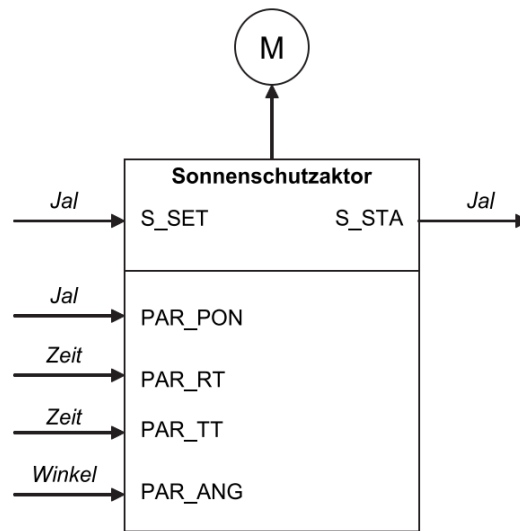 M
Sonnenschutzaktor
Jal S_SET S_STA Jal
Jal PAR_PON
Zeit PAR_RT
Zeit PAR_TT
Winkel PAR_ANG